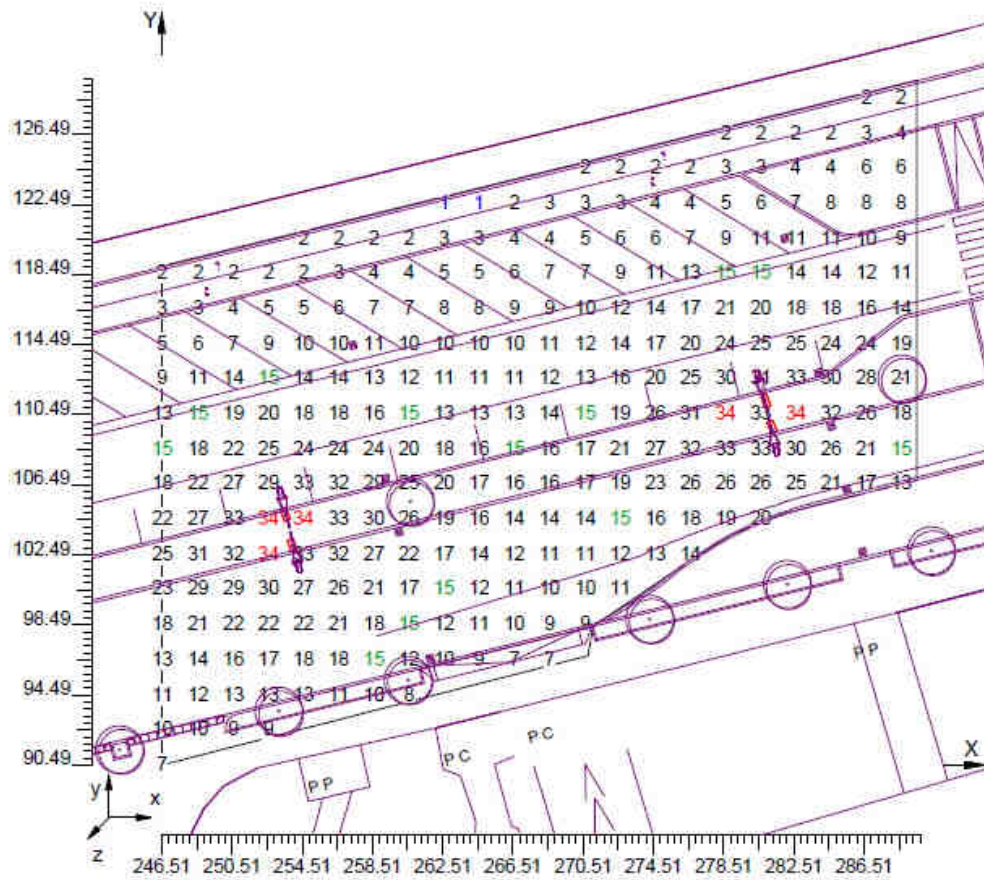 Y
2 2
126.49 2 2 2 2 3 4
2 2 2 2 3 3 4 4 6 6
122.49 1 1 2 3 3 3 4 4 5 6 7 8 8 8
2 2 2 2 3 3 4 4 5 6 6 7 9 11 11 11 10 9
118.49 2 2 2 2 2 3 4 4 5 5 6 7 7 9 11 13 15 15 14 14 12 11
3 3 4 5 5 6 7 7 8 8 9 9 10 12 14 17 21 20 18 18 16 14
114.49 5 6 7 9 10 10 11 10 10 10 10 11 12 14 17 20 24 25 25 24 24 19
9 11 14 15 14 14 13 12 11 11 11 12 13 16 20 25 30 31 33 30 28 21
110.49 13 15 19 20 18 18 16 15 13 13 13 14 15 19 26 31 34 33 34 32 26 18
15 18 22 25 24 24 24 20 18 16 15 16 17 21 27 32 33 33 30 26 21 15
106.49 18 22 27 29 33 32 29 25 20 17 16 16 17 19 23 26 26 26 25 21 17 13
22 27 33 34 34 33 30 26 19 16 14 14 14 15 16 18 19 20
102.49 25 31 32 34 33 32 27 22 17 14 12 11 11 12 13 14
23 29 29 30 27 26 21 17 15 12 11 10 10 11
98.49 18 21 22 22 22 21 18 15 12 11 10 9 9
13 14 16 17 18 18 15 12 10 9 7 7
PP
94.49 11 12 13 13 13 11 10 8
10 10 9 9
PC
90.49 7
PC
X
PP
y
x
z
246.51 250.51 254.51 258.51 262.51 266.51 270.51 274.51 278.51 282.51 286.51